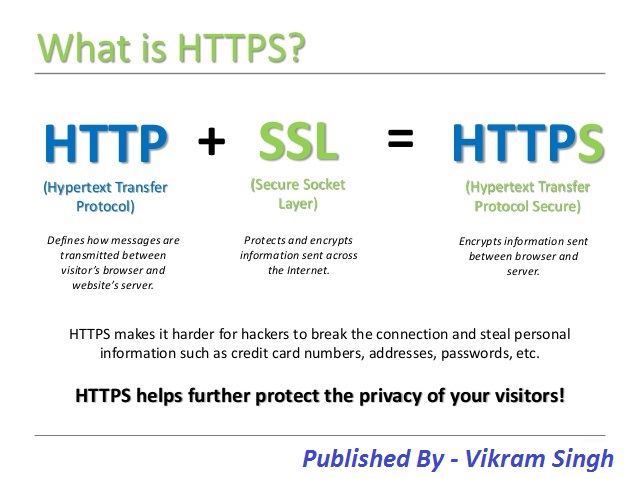 What is HTTPS?
HTTP + SSL = HTTPS
(Hypertext Transfer
Protocol)
(Secure Socket
Layer)
(Hypertext Transfer
Protocol Secure)
Defines how messages are
transmitted between
visitor's browser and
website's server.
Protects and encrypts
information sent across
the Internet.
Encrypts information sent
between browser and
server.
HTTPS makes it harder for hackers to break the connection and steal personal
information such as credit card numbers, addresses, passwords, etc.
HTTPS helps further protect the privacy of your visitors!
Published By - Vikram Singh